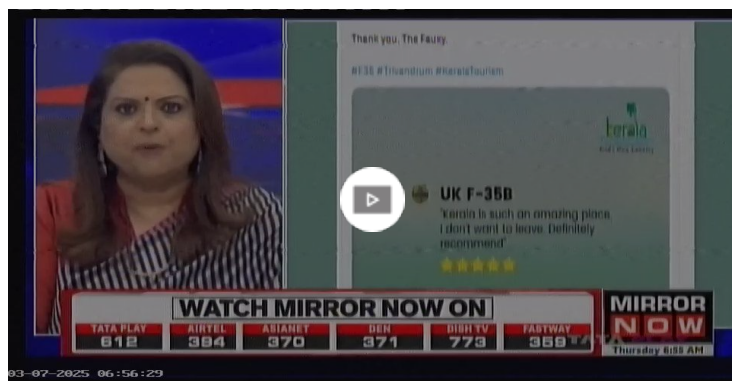 Thank you. The Fauxy.
#F35 #Trivandrum #KeralaTourism
kerala
UK F-35B
'Kerala is such an amazing place,
i don't want to leave. Definitely
recommend'
WATCH MIRROR NOW ON
TATA PLAY AIRTEL ASIANET DEN DISH TV FASTWAY
612 394 370 371 773 359
MIRROR
NOW
Thursday 6:55 AM
03-07-2025 06:56:29